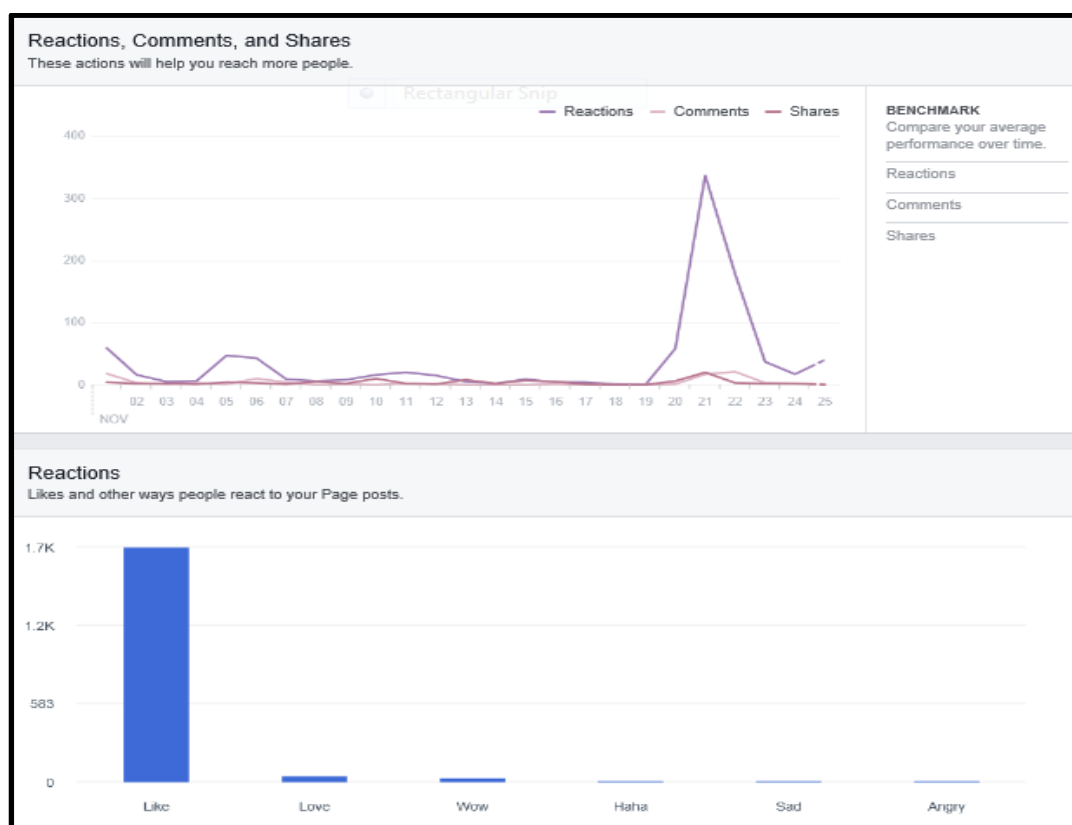 Reactions, Comments, and Shares
These actions will help you reach more people.
Rectangular Snip
Reactions Comments Shares
BENCHMARK
Compare your average
performance over time.
Reactions
Comments
Shares
400
300
200
100
0
02 03 04 05 06 07 08 09 10 11 12 13 14 15 16 17 18 19 20 21 22 23 24 25
NOV
Reactions
Likes and other ways people react to your Page posts.
1.7K
1.2K
583
0
Like Love Wow Haha Sad Angry